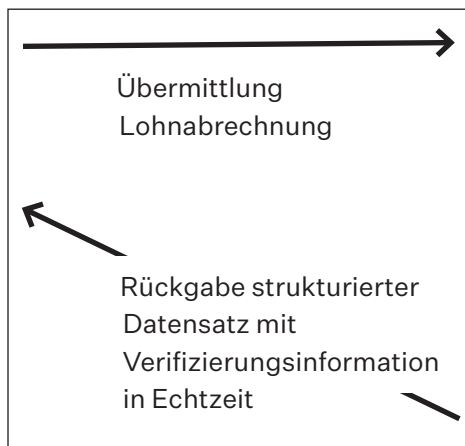 Übermittlung
Lohnabrechnung
Rückgabe strukturierter
Datensatz mit
Verifizierungsinformation
in Echtzeit